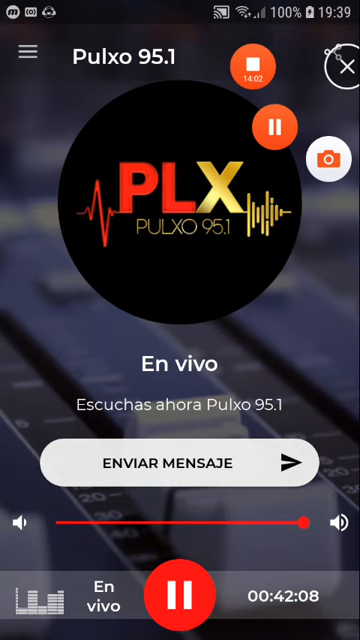 100% 19:39
Pulxo 95.1
14:02
PLX
PULXO 95.1
En vivo
Escuchas ahora Pulxo 95.1
ENVIAR MENSAJE
En
vivo
00:42:08